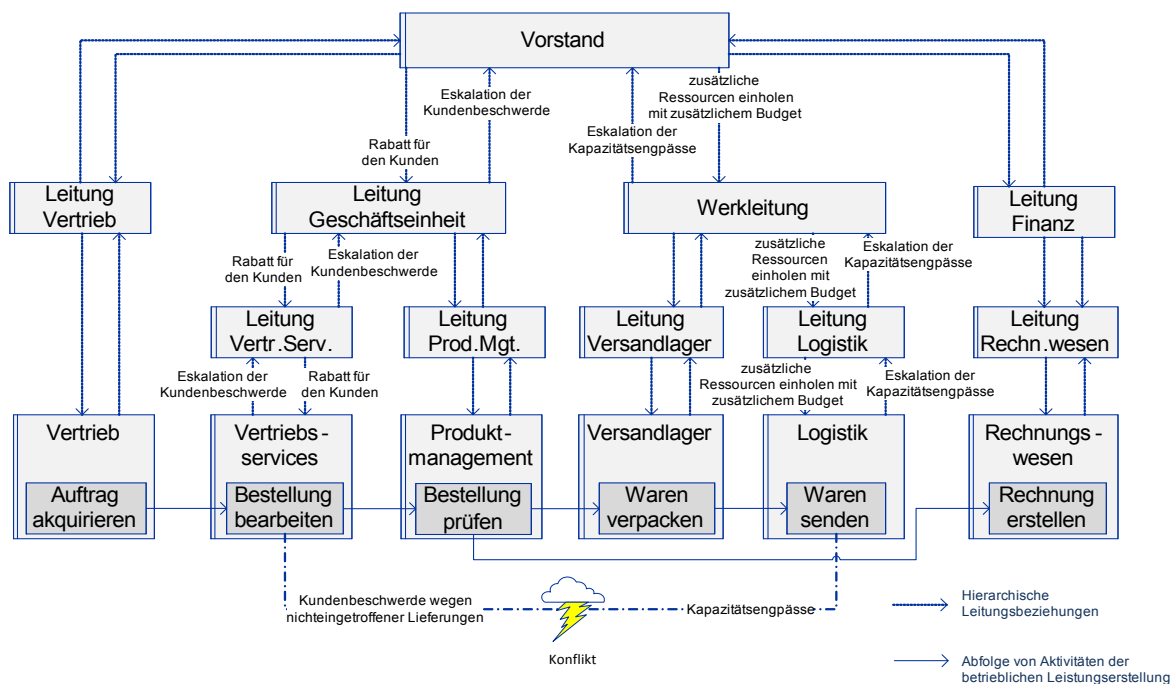 Vorstand
Eskalation der
Kundenbeschwerde
Rabatt für
den Kunden
Eskalation der
Kapazitätsengpässe
zusätzliche
Ressourcen einholen
mit zusätzlichem Budget
Leitung
Vertrieb
Leitung
Geschäftseinheit
Werkleitung
Leitung
Finanz
Rabatt für
den Kunden
Eskalation der
Kundenbeschwerde
zusätzliche
Ressourcen
einholen mit
zusätzlichem Budget
Eskalation der
Kapazitätsengpässe
Leitung
Vertr.Serv.
Leitung
Prod.Mgt.
Leitung
Versandlager
Leitung
Logistik
Leitung
Rechn.wesen
Eskalation der
Kundenbeschwerde
Rabatt für
den Kunden
zusätzliche
Ressourcen einholen mit
zusätzlichem Budget
Eskalation der
Kapazitätsengpässe
Vertrieb
Auftrag
akquirieren
Vertriebs-
services
Bestellung
bearbeiten
Produkt-
management
Bestellung
prüfen
Versandlager
Waren
verpacken
Logistik
Waren
senden
Rechnungs-
wesen
Rechnung
erstellen
Kundenbeschwerde wegen
nichteingetroffener Lieferungen
Kapazitätsengpässe
Konflikt
Hierarchische
Leitungsbeziehungen
Abfolge von Aktivitäten der
betrieblichen Leistungserstellung